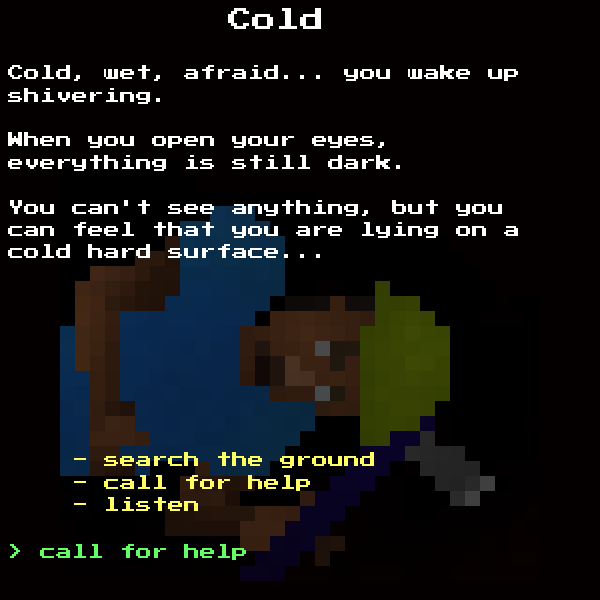 Cold
Cold, wet, afraid... you wake up
shivering.
When you open your eyes,
everything is still dark.
You can't see anything, but you
can feel that you are lying on a
cold hard surface...
- search the ground
- call for help
- listen
> call for help